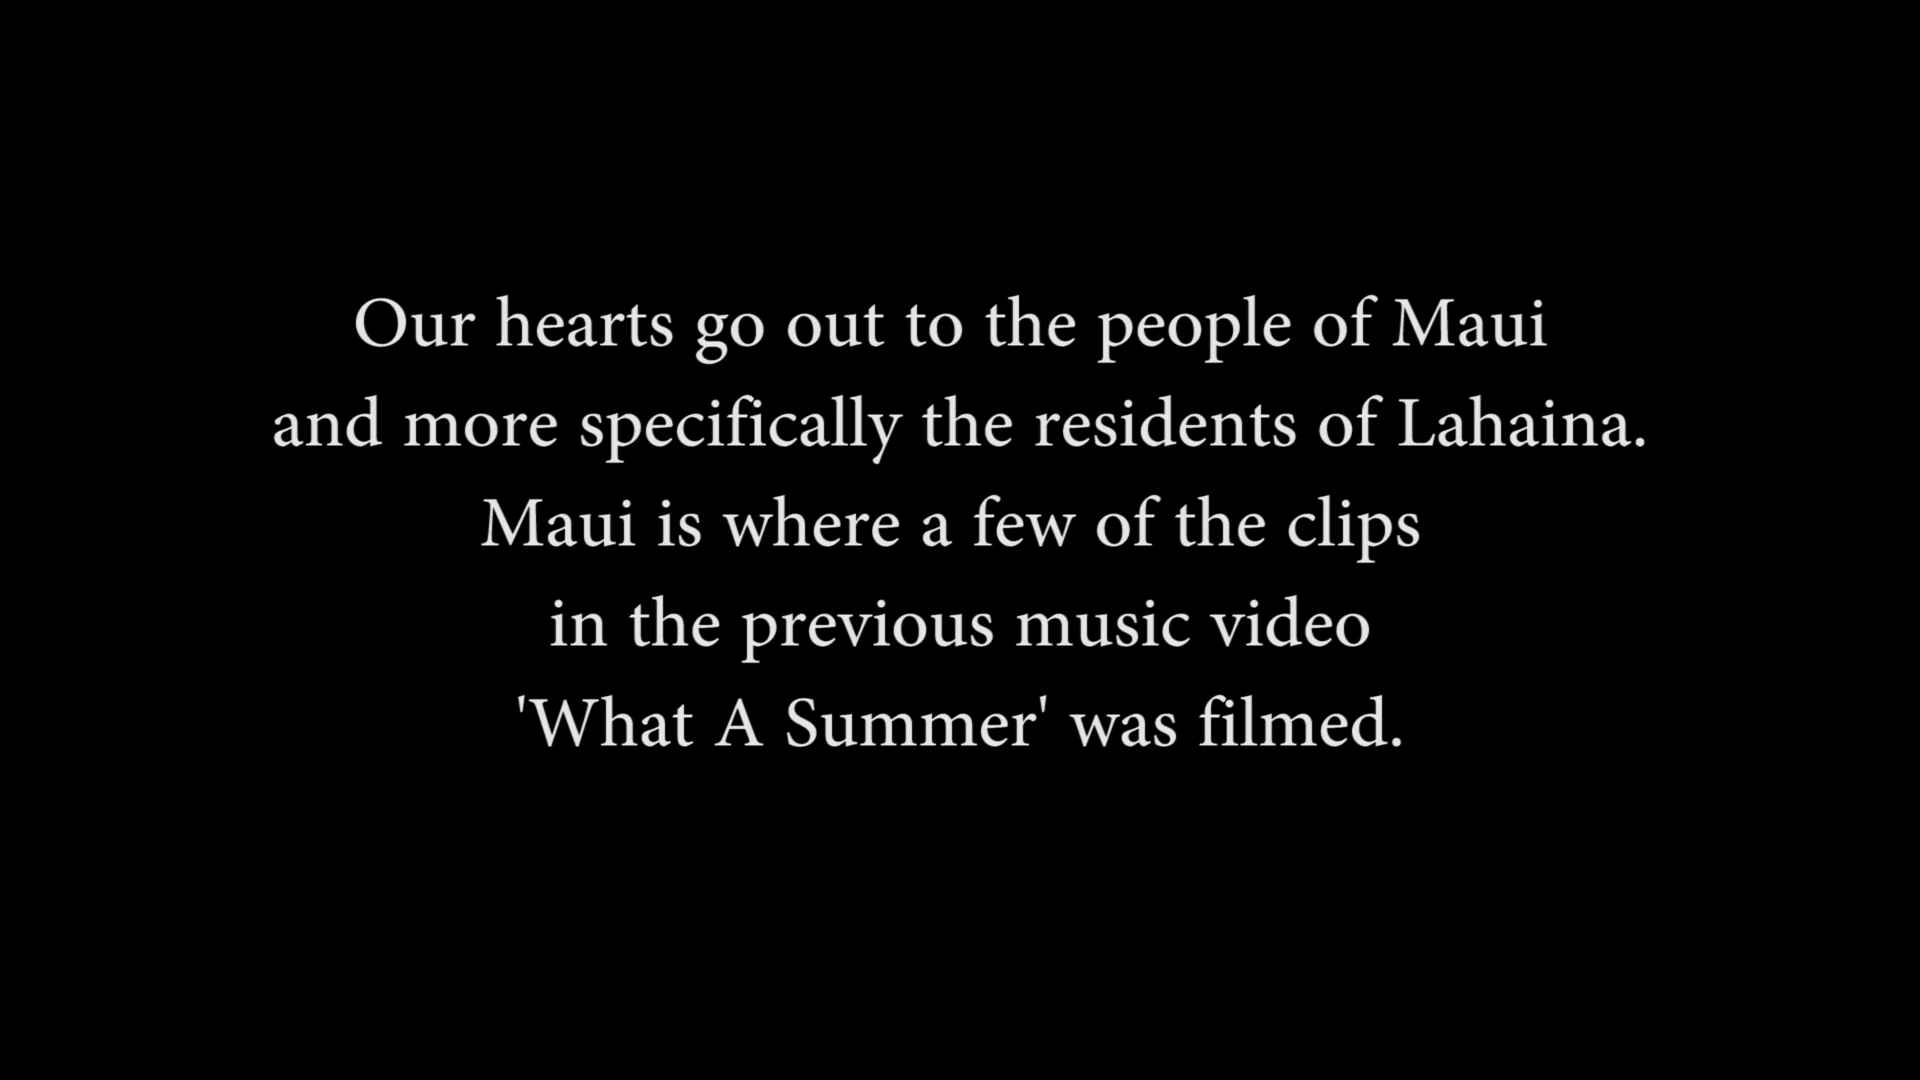 Our hearts go out to the people of Maui
and more specifically the residents of Lahaina.
Maui is where a few of the clips
in the previous music video
'What A Summer' was filmed.